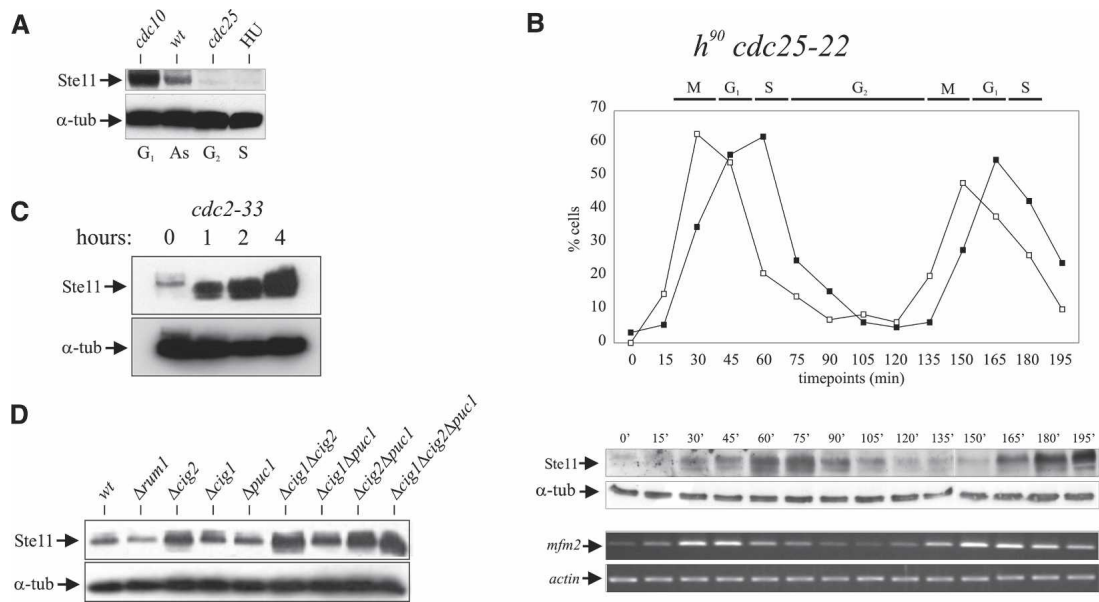 A
cdc10 wt cdc25 HU
Ste11
α-tub
G₁ As G₂ S
B
h⁹⁰ cdc25-22
M G₁ S G₂ M G₁ S
70
60
50
40
30
20
10
0
% cells
0 15 30 45 60 75 90 105 120 135 150 165 180 195
timepoints (min)
0' 15' 30' 45' 60' 75' 90' 105' 120' 135' 150' 165' 180' 195'
Ste11
α-tub
mfm2
actin
C
cdc2-33
hours: 0 1 2 4
Ste11
α-tub
D
wt Δrum1 Δcig2 Δcig1 Δpuc1 Δcig1Δcig2 Δcig1Δpuc1 Δcig2Δpuc1 Δcig1Δcig2Δpuc1
Ste11
α-tub